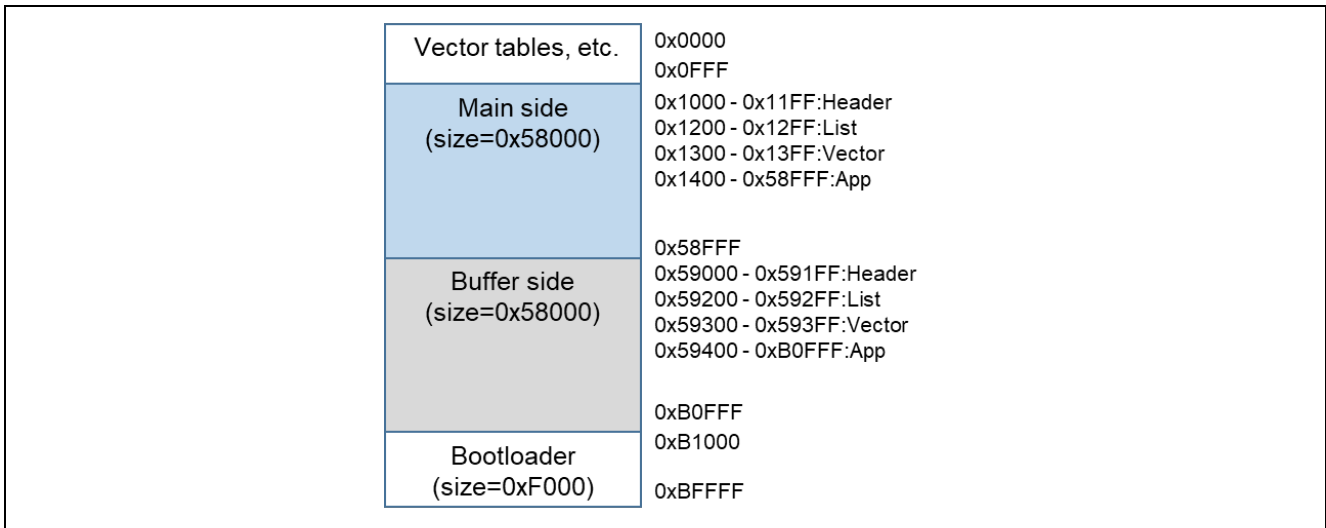 Vector tables, etc.
0x0000
0x0FFF
Main side
(size=0x58000)
0x1000 - 0x11FF:Header
0x1200 - 0x12FF:List
0x1300 - 0x13FF:Vector
0x1400 - 0x58FFF:App
0x58FFF
Buffer side
(size=0x58000)
0x59000 - 0x591FF:Header
0x59200 - 0x592FF:List
0x59300 - 0x593FF:Vector
0x59400 - 0xB0FFF:App
0xB0FFF
0xB1000
Bootloader
(size=0xF000)
0xBFFFF